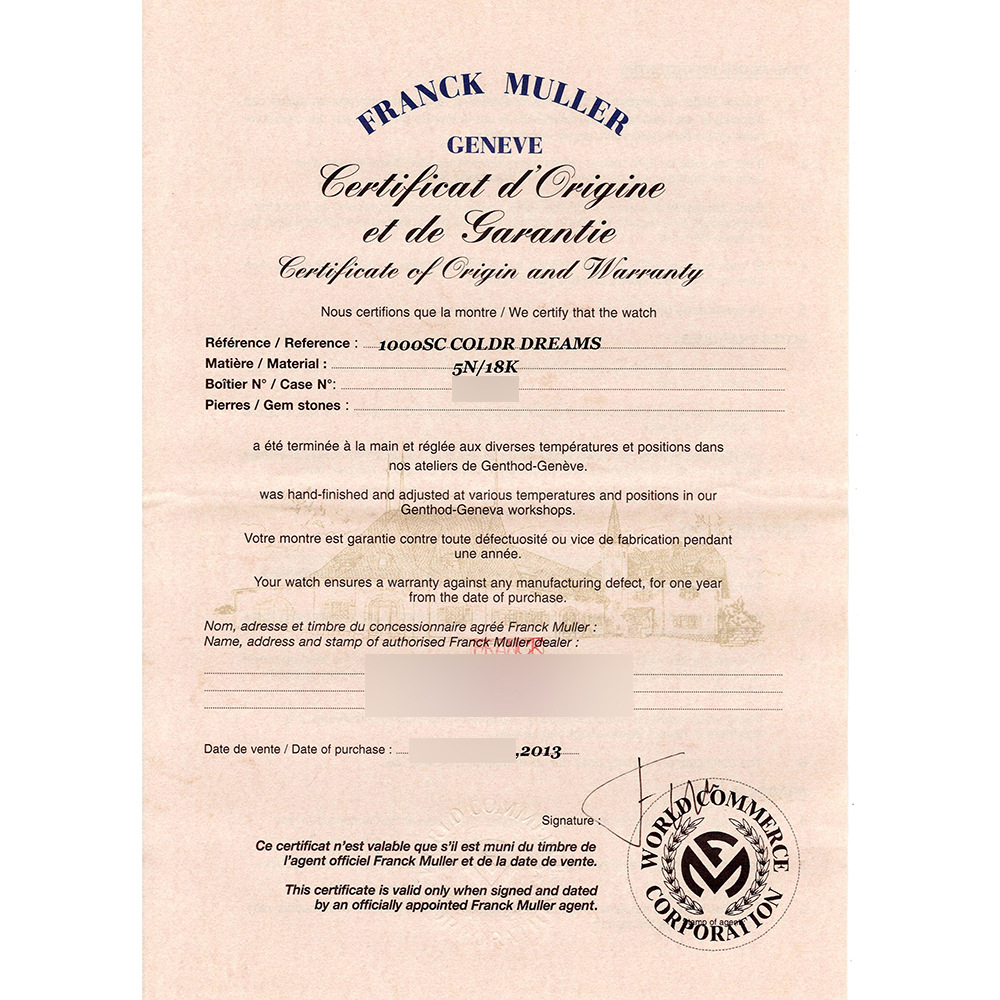 FRANCK MULLER
GENEVE
Certificat d'Origine
et de Garantie
Certificate of Origin and Warranty
Nous certifions que la montre / We certify that the watch
Référence / Reference : 1000SC COLDR DREAMS
Matière / Material : 5N/18K
Boîtier N° / Case N°:
Pierres / Gem stones :
a été terminée à la main et réglée aux diverses températures et positions dans
nos ateliers de Genthod-Genève.
was hand-finished and adjusted at various temperatures and positions in our
Genthod-Geneva workshops.
Votre montre est garantie contre toute défectuosité ou vice de fabrication pendant
une année.
Your watch ensures a warranty against any manufacturing defect, for one year
from the date of purchase.
Nom, adresse et timbre du concessionnaire agréé Franck Muller :
Name, address and stamp of authorised Franck Muller dealer :
FRANCK
Date de vente / Date of purchase : ,2013
Signature :
Ce certificat n'est valable que s'il est muni du timbre de
l'agent officiel Franck Muller et de la date de vente.
This certificate is valid only when signed and dated
by an officially appointed Franck Muller agent.
WORLD COMMERCE
CORPORATION
FM
Stamp of agent